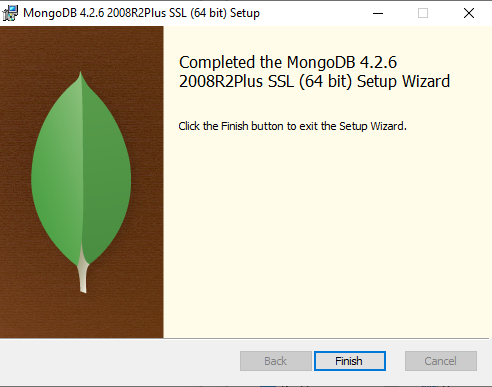 MongoDB 4.2.6 2008R2Plus SSL (64 bit) Setup
Completed the MongoDB 4.2.6
2008R2Plus SSL (64 bit) Setup Wizard
Click the Finish button to exit the Setup Wizard.
Back Finish Cancel